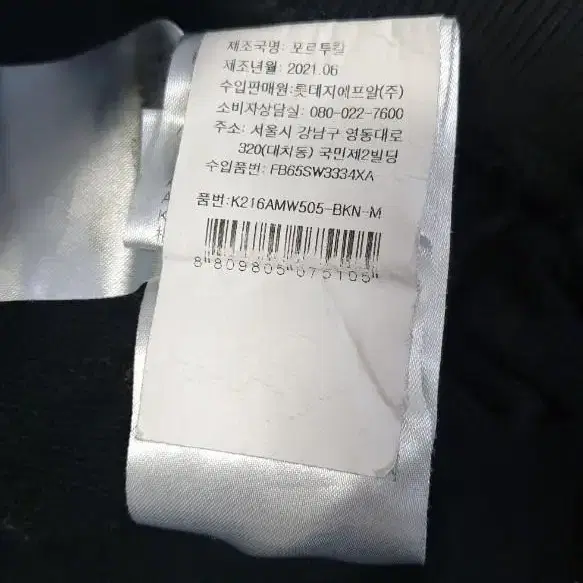 제조국명: 포르투칼
제조년월: 2021.06
수입판매원:롯데지에프알(주)
소비자상담실: 080-022-7600
주소: 서울시 강남구 영동대로
320(대치동) 국민제2빌딩
수입품번: FB65SW3334XA
품번:K216AMW505-BKN-M
8 809805 075105